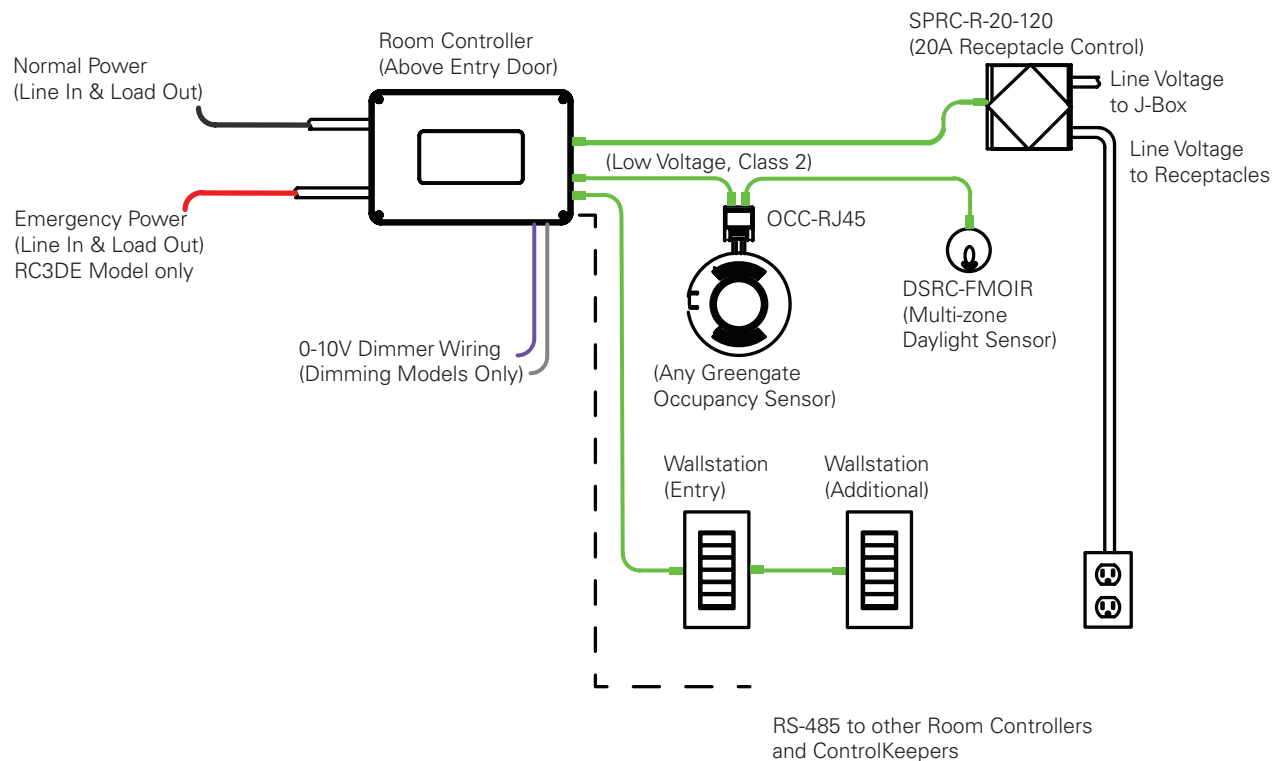 Normal Power
(Line In & Load Out)
Room Controller
(Above Entry Door)
SPRC-R-20-120
(20A Receptacle Control)
Line Voltage
to J-Box
Line Voltage
to Receptacles
(Low Voltage, Class 2)
Emergency Power
(Line In & Load Out)
RC3DE Model only
OCC-RJ45
DSRC-FMOIR
(Multi-zone
Daylight Sensor)
0-10V Dimmer Wiring
(Dimming Models Only)
(Any Greengate
Occupancy Sensor)
Wallstation
(Entry)
Wallstation
(Additional)
RS-485 to other Room Controllers
and ControlKeepers